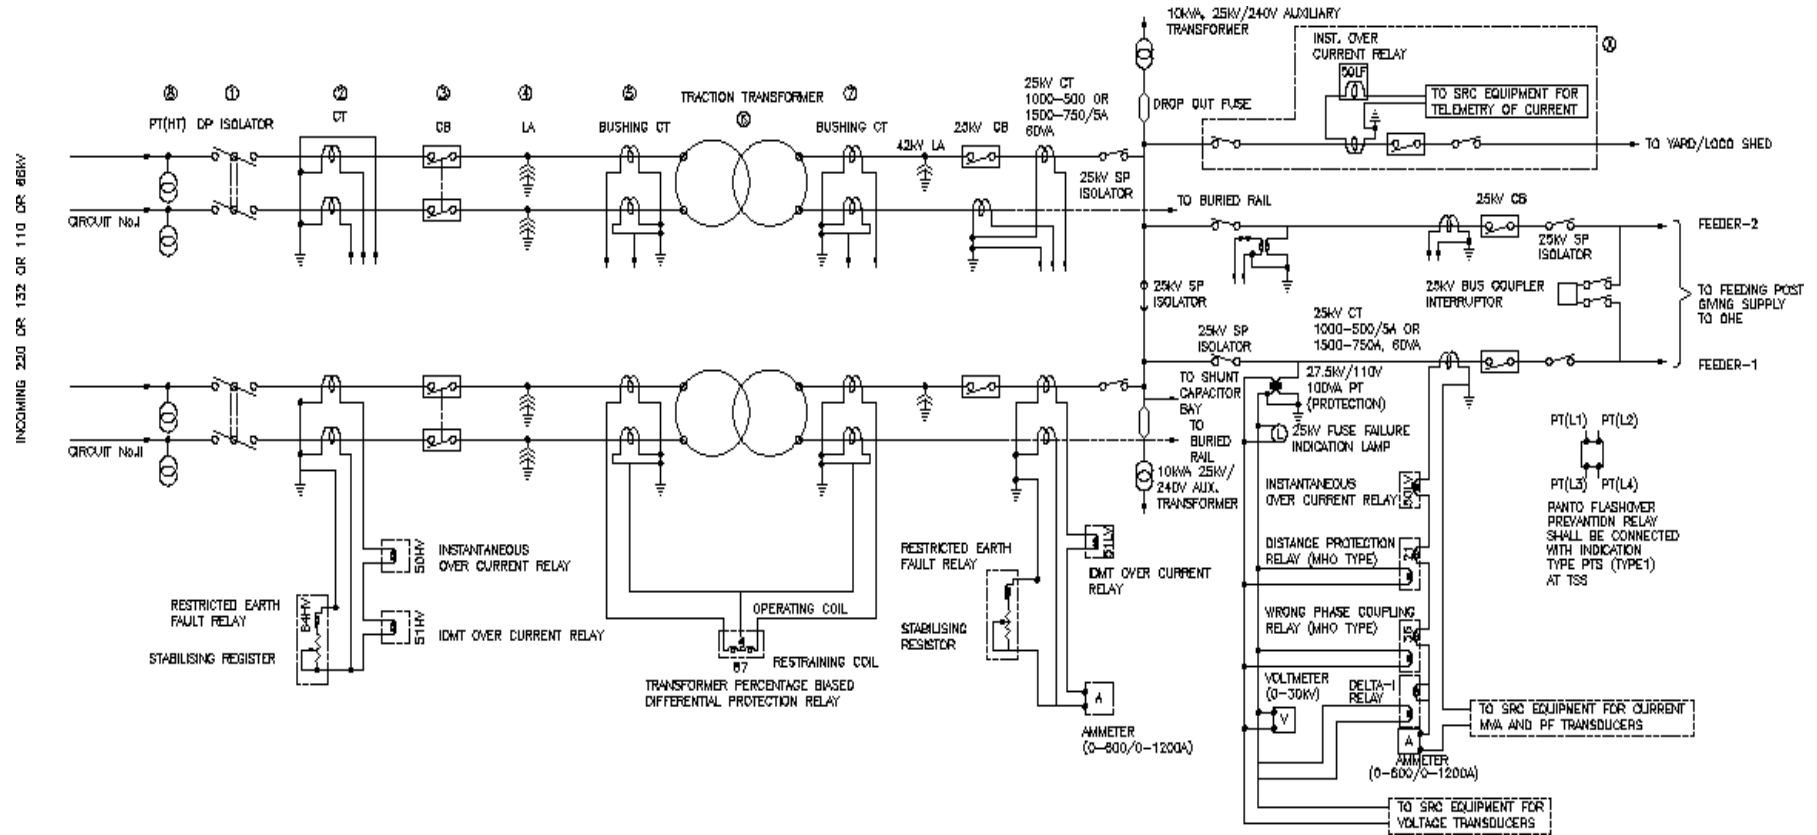 10KVA, 25KV/240V AUXILIARY
TRANSFORMER
INST. OVER
CURRENT RELAY
50LF
TO SRC EQUIPMENT FOR
TELEMETRY OF CURRENT
DROP OUT FUSE
TO YARD/LOCO SHED
25KV CT
1000-500 OR
1500-750/5A
60VA
8
1
2
3
4
5
TRACTION TRANSFORMER
6
7
PT(HT)
DP ISOLATOR
CT
CB
LA
BUSHING CT
BUSHING CT
42KV LA
25KV CB
25KV SP
ISOLATOR
INCOMING 220 OR 132 OR 110 OR 66KV
CIRCUIT No.I
TO BURIED RAIL
25KV CB
FEEDER-2
25KV SP
ISOLATOR
25KV SP
ISOLATOR
25KV BUS COUPLER
INTERRUPTOR
TO FEEDING POST
GIVING SUPPLY
TO OHE
25KV CT
1000-500/5A OR
1500-750A, 60VA
25KV SP
ISOLATOR
FEEDER-1
TO SHUNT
CAPACITOR
BAY
TO
BURIED
RAIL
27.5KV/110V
100VA PT
(PROTECTION)
L
25KV FUSE FAILURE
INDICATION LAMP
CIRCUIT No.II
10KVA 25KV/
240V AUX.
TRANSFORMER
PT(L1) PT(L2)
PT(L3) PT(L4)
PANTO FLASHOVER
PREVANTION RELAY
SHALL BE CONNECTED
WITH INDICATION
TYPE PTS (TYPE1)
AT TSS
INSTANTANEOUS
OVER CURRENT RELAY
50LV
DISTANCE PROTECTION
RELAY (MHO TYPE)
21
WRONG PHASE COUPLING
RELAY (MHO TYPE)
VOLTMETER
(0-30KV)
V
DELTA-I
RELAY
A
AMMETER
(0-600/0-1200A)
TO SRC EQUIPMENT FOR CURRENT
MVA AND PF TRANSDUCERS
TO SRC EQUIPMENT FOR
VOLTAGE TRANSDUCERS
50HV
INSTANTANEOUS
OVER CURRENT RELAY
51HV
IDMT OVER CURRENT RELAY
RESTRICTED EARTH
FAULT RELAY
64HV
STABILISING REGISTER
OPERATING COIL
RESTRAINING COIL
87
TRANSFORMER PERCENTAGE BIASED
DIFFERENTIAL PROTECTION RELAY
RESTRICTED EARTH
FAULT RELAY
STABILISING
RESISTOR
51LV
IDMT OVER CURRENT
RELAY
A
AMMETER
(0-600/0-1200A)